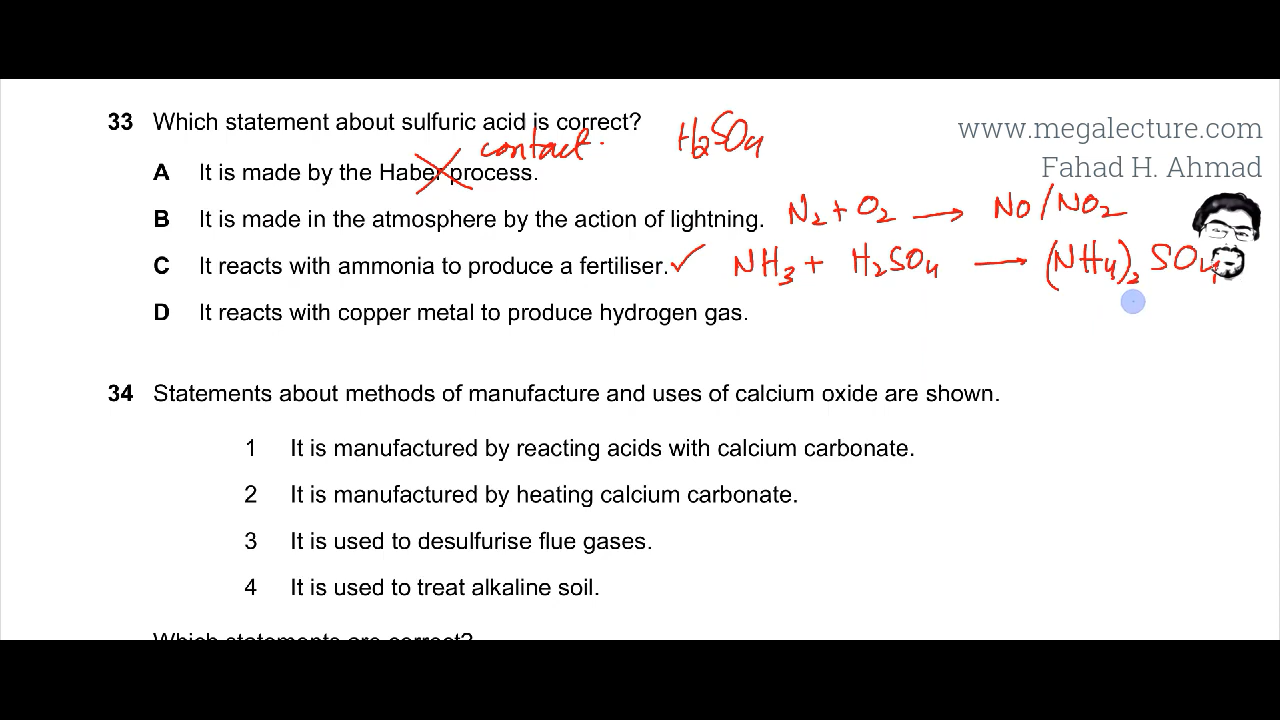 33 Which statement about sulfuric acid is correct? H2SO4
contact.
A It is made by the Haber process.
B It is made in the atmosphere by the action of lightning. N2 + O2 → NO/NO2
C It reacts with ammonia to produce a fertiliser. ✓ NH3 + H2SO4 → (NH4)2 SO4
D It reacts with copper metal to produce hydrogen gas.
www.megalecture.com
Fahad H. Ahmad
34 Statements about methods of manufacture and uses of calcium oxide are shown.
1 It is manufactured by reacting acids with calcium carbonate.
2 It is manufactured by heating calcium carbonate.
3 It is used to desulfurise flue gases.
4 It is used to treat alkaline soil.
Which statements are correct?